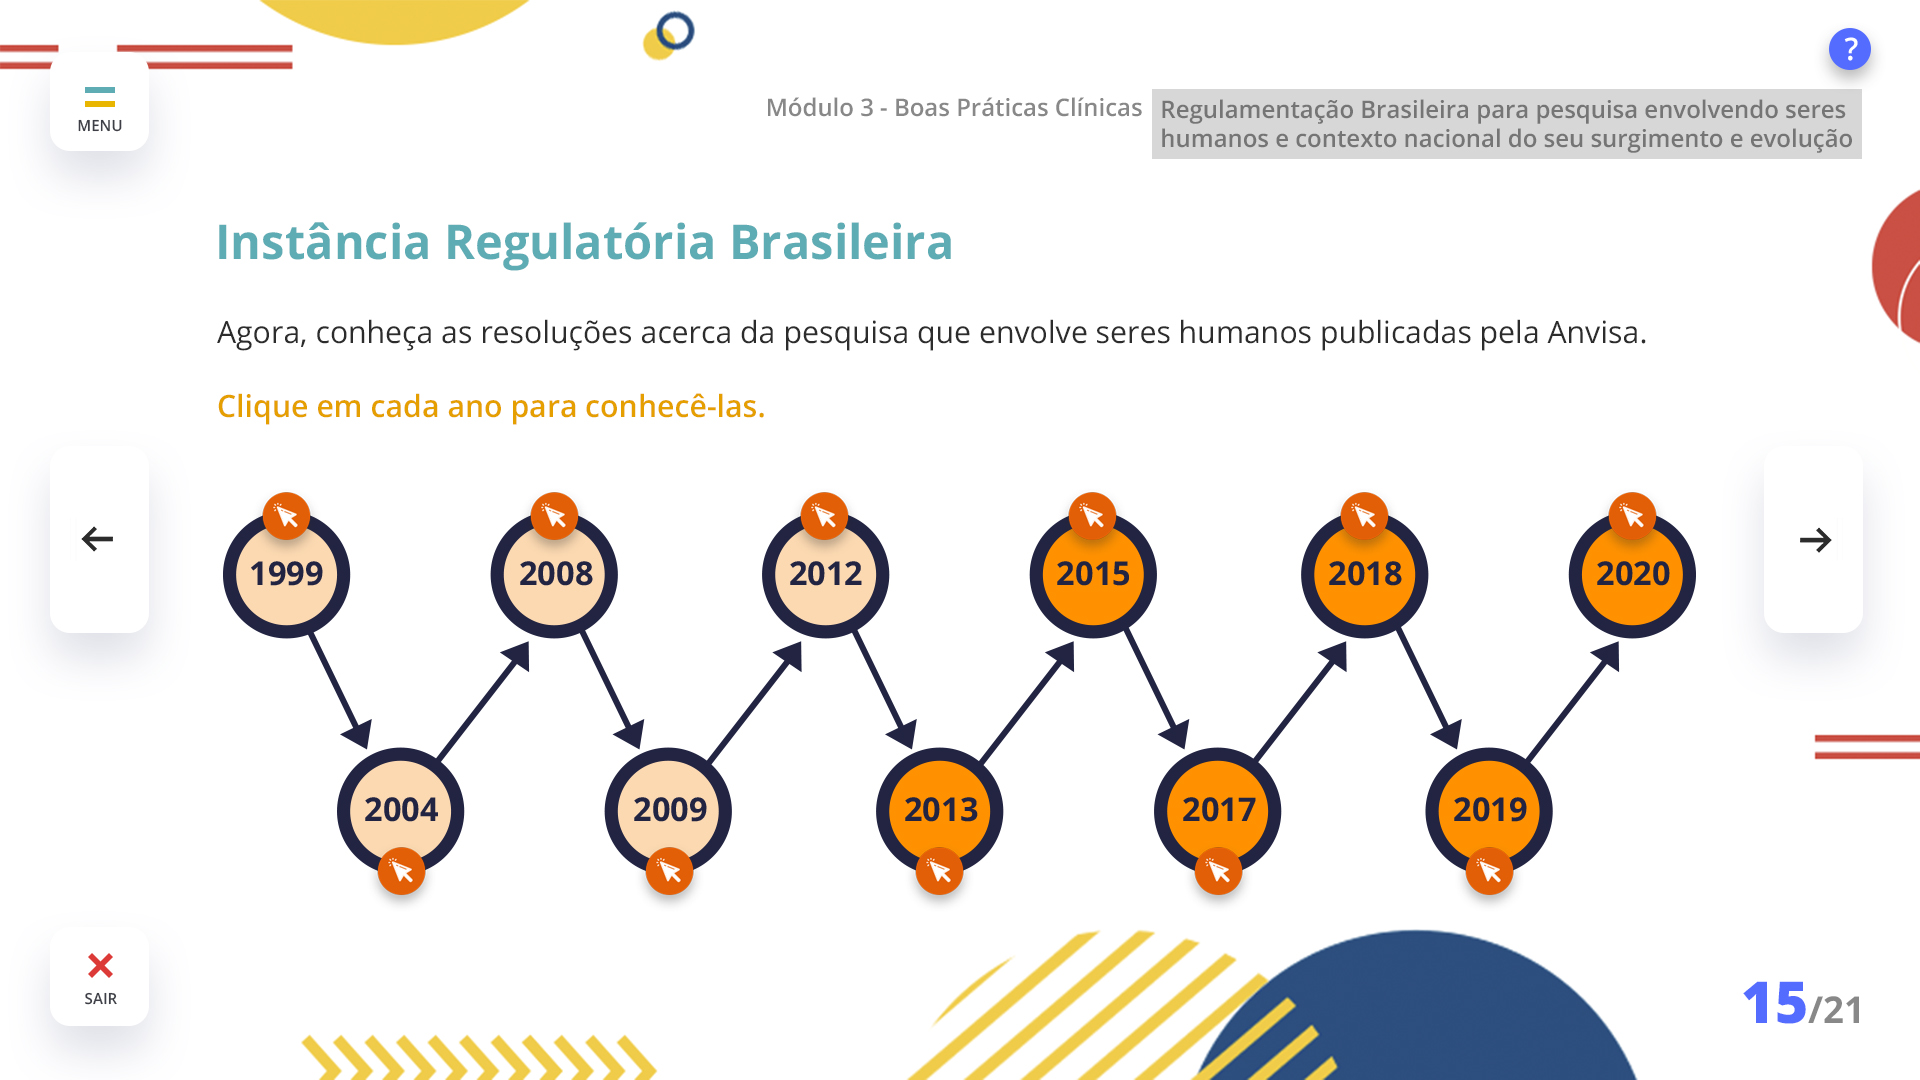 ?
MENU
Módulo 3 - Boas Práticas Clínicas
Regulamentação Brasileira para pesquisa envolvendo seres
humanos e contexto nacional do seu surgimento e evolução
Instância Regulatória Brasileira
Agora, conheça as resoluções acerca da pesquisa que envolve seres humanos publicadas pela Anvisa.
Clique em cada ano para conhecê-las.
1999
2008
2012
2015
2018
2020
2004
2009
2013
2017
2019
SAIR
15/21